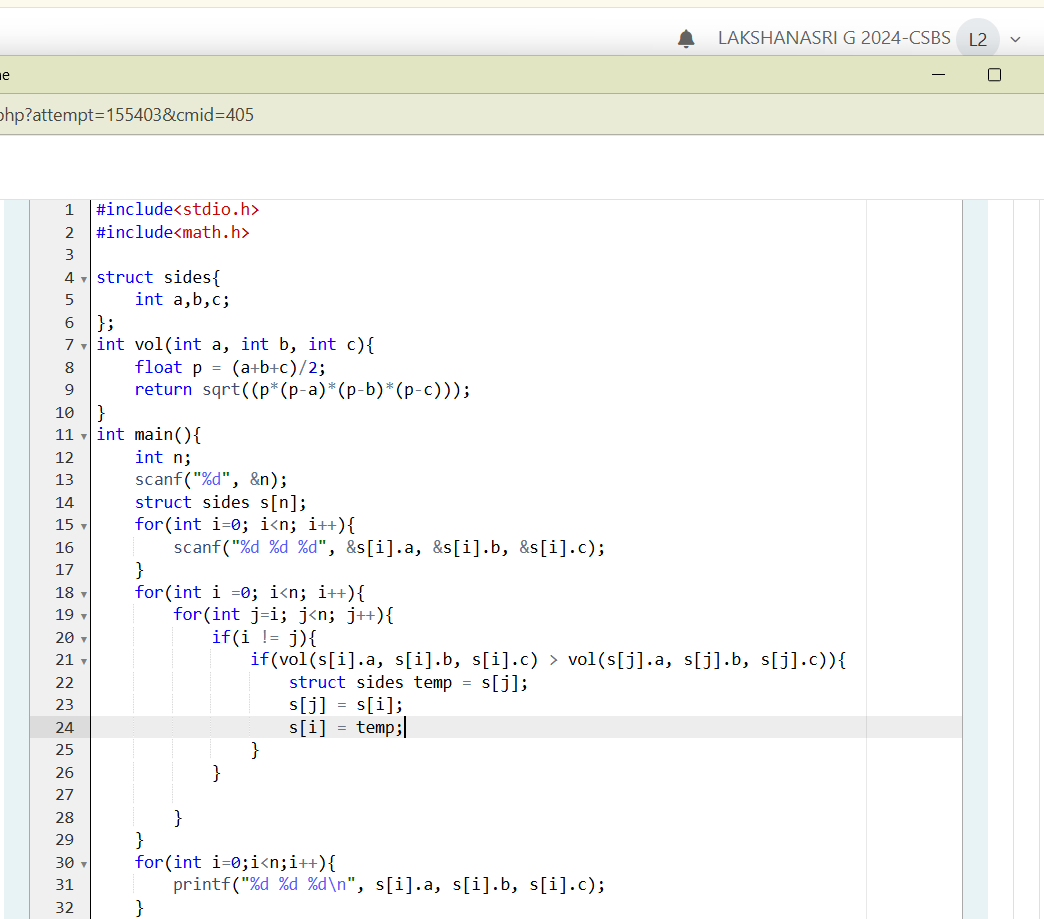 LAKSHANASRI G 2024-CSBS L2
php?attempt=155403&cmid=405
1 #include<stdio.h>
2 #include<math.h>
3
4 struct sides{
5     int a,b,c;
6 };
7 int vol(int a, int b, int c){
8     float p = (a+b+c)/2;
9     return sqrt((p*(p-a)*(p-b)*(p-c)));
10 }
11 int main(){
12     int n;
13     scanf("%d", &n);
14     struct sides s[n];
15     for(int i=0; i<n; i++){
16         scanf("%d %d %d", &s[i].a, &s[i].b, &s[i].c);
17     }
18     for(int i =0; i<n; i++){
19         for(int j=i; j<n; j++){
20             if(i != j){
21                 if(vol(s[i].a, s[i].b, s[i].c) > vol(s[j].a, s[j].b, s[j].c)){
22                     struct sides temp = s[j];
23                     s[j] = s[i];
24                     s[i] = temp;
25                 }
26             }
27
28         }
29     }
30     for(int i=0;i<n;i++){
31         printf("%d %d %d\n", s[i].a, s[i].b, s[i].c);
32     }